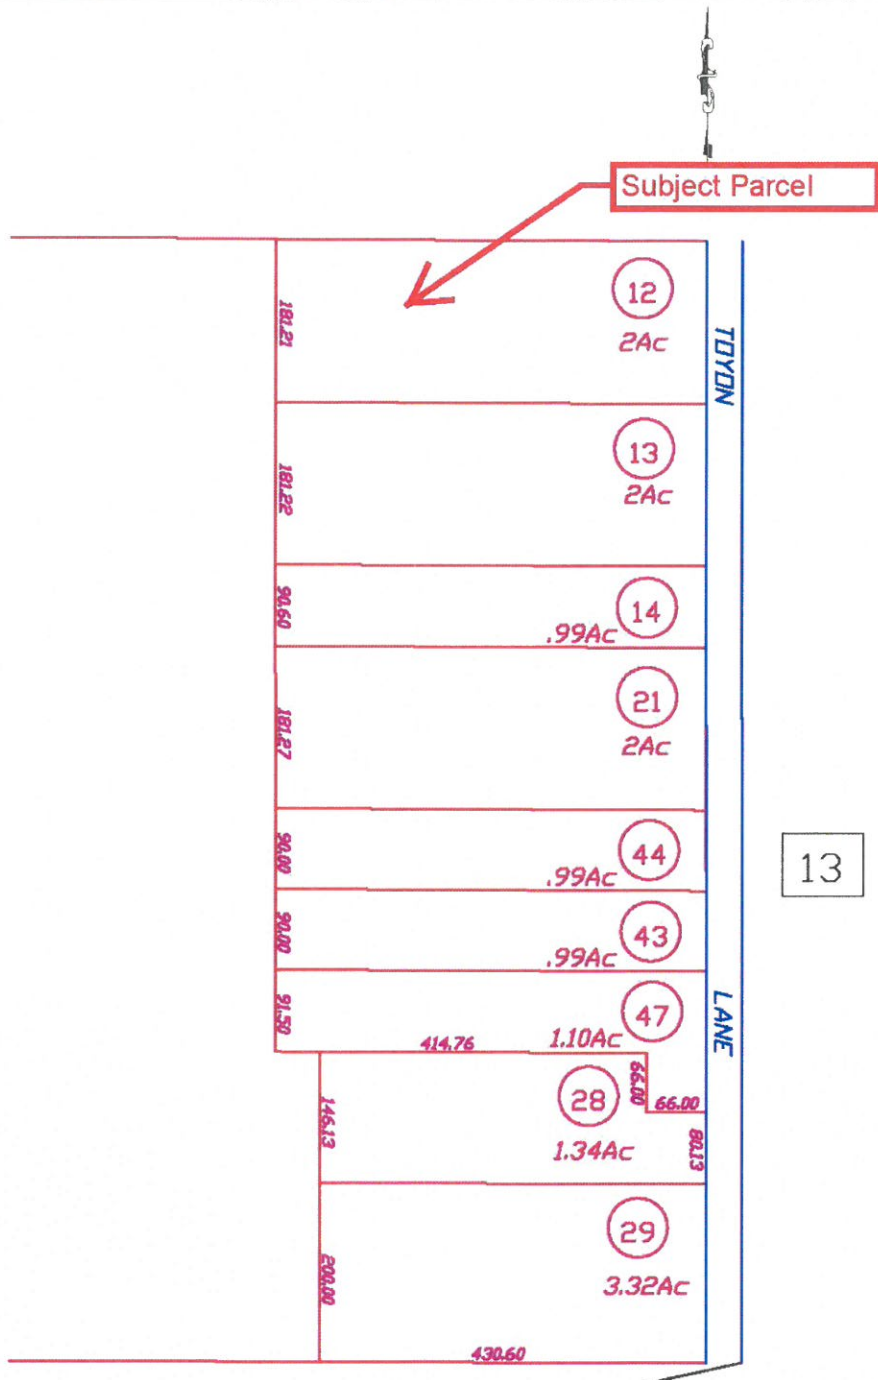 Subject Parcel
12
2Ac
TOYON
181.21
13
2Ac
181.22
14
.99Ac
90.60
21
2Ac
181.27
44
.99Ac
90.00
13
43
.99Ac
90.00
47
1.10Ac
91.50
LANE
414.76
66.00
66.00
28
1.34Ac
146.13
80.13
29
3.32Ac
200.00
430.60